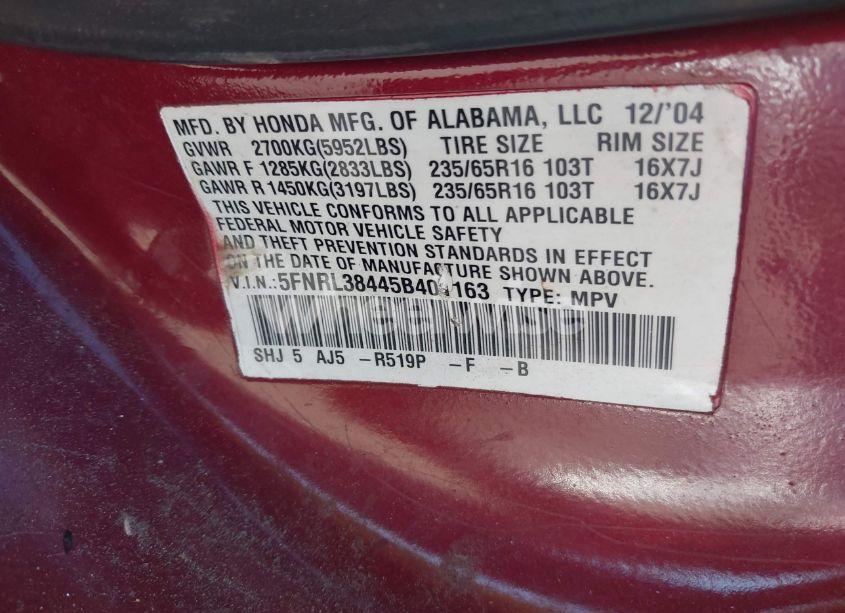 MFD. BY HONDA MFG. OF ALABAMA, LLC 12/'04
GVWR 2700KG(5952LBS) TIRE SIZE RIM SIZE
GAWR F 1285KG(2833LBS) 235/65R16 103T 16X7J
GAWR R 1450KG(3197LBS) 235/65R16 103T 16X7J
THIS VEHICLE CONFORMS TO ALL APPLICABLE
FEDERAL MOTOR VEHICLE SAFETY
AND THEFT PREVENTION STANDARDS IN EFFECT
ON THE DATE OF MANUFACTURE SHOWN ABOVE.
V.I.N.: TYPE: MPV
SHJ 5 AJ5 -R519P -F -B